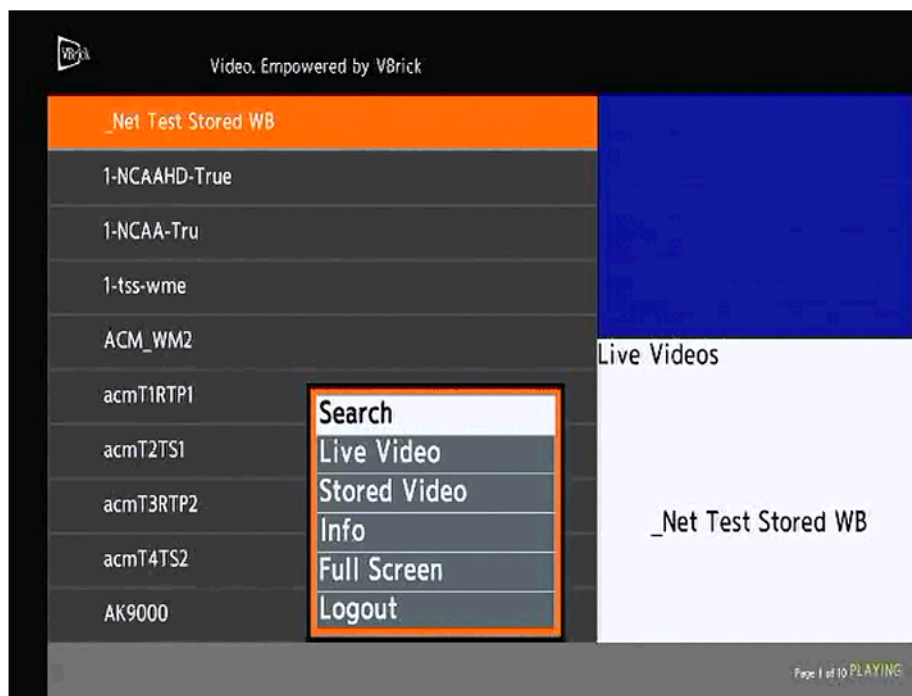 VBrick
Video. Empowered by VBrick
_Net Test Stored WB
1-NCAAHD-True
1-NCAA-Tru
1-tss-wme
ACM_WM2
acmT1RTP1
acmT2TS1
acmT3RTP2
acmT4TS2
AK9000
Search
Live Video
Stored Video
Info
Full Screen
Logout
Live Videos
_Net Test Stored WB
Page 1 of 10 PLAYING